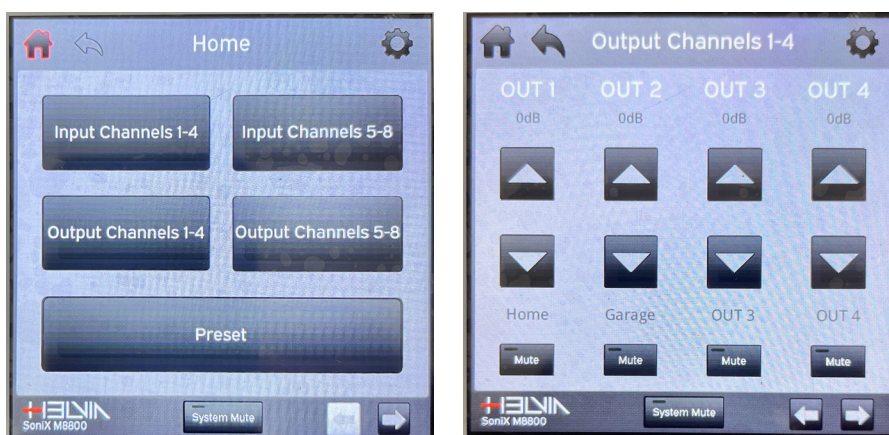 Home
Input Channels 1-4
Input Channels 5-8
Output Channels 1-4
Output Channels 5-8
Preset
HELVIA
SoniX M8800
System Mute
Output Channels 1-4
OUT 1 OUT 2 OUT 3 OUT 4
0dB 0dB 0dB 0dB
Home Garage OUT 3 OUT 4
Mute Mute Mute Mute
HELVIA
SoniX M8800
System Mute